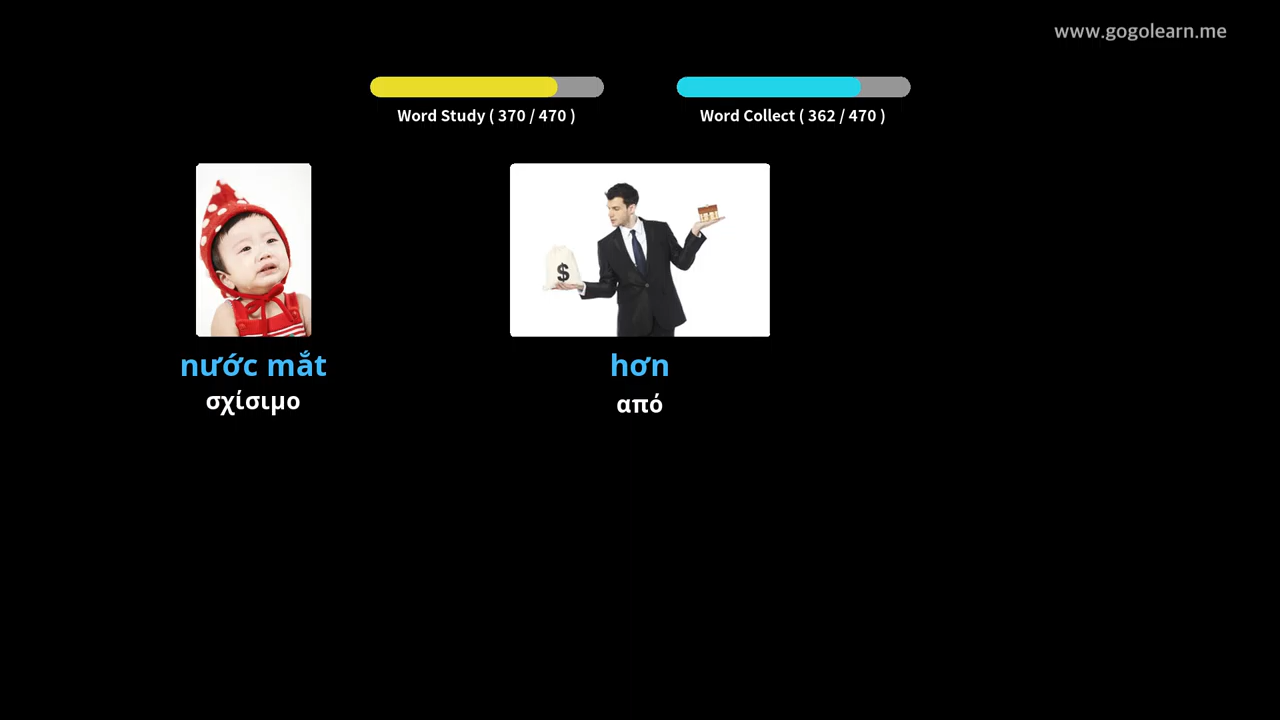 www.gogolearn.me
Word Study ( 370 / 470 )
Word Collect ( 362 / 470 )
$
nước mắt
σχίσιμο
hơn
από